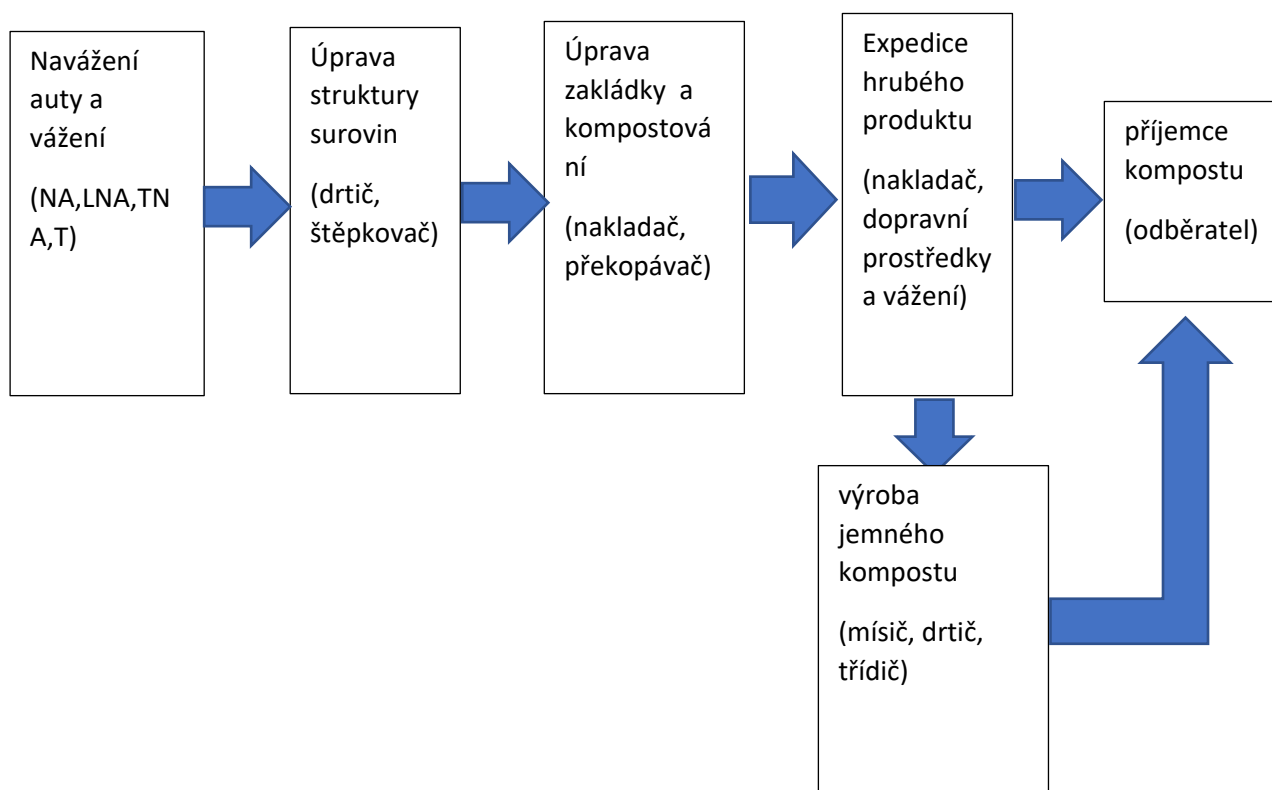 Navážení
auty a
vážení
(NA,LNA,TN
A,T)
Úprava
struktury
surovin
(drtič,
štěpkovač)
Úprava
zakládky a
kompostová
ní
(nakladač,
překopávač)
Expedice
hrubého
produktu
(nakladač,
dopravní
prostředky
a vážení)
příjemce
kompostu
(odběratel)
výroba
jemného
kompostu
(mísič, drtič,
třídič)